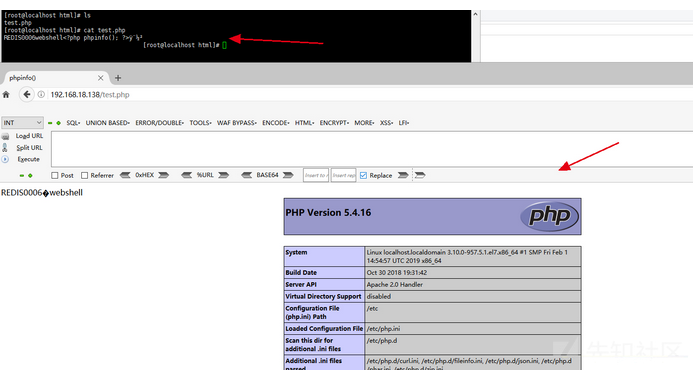 [root@localhost html]# ls
test.php
[root@localhost html]# cat test.php
REDIS0006webshell<?php phpinfo(); ?>
[root@localhost html]#
phpinfo()
192.168.18.138/test.php
INT
SQL- UNION BASED- ERROR/DOUBLE- TOOLS- WAF BYPASS- ENCODE- HTML- ENCRYPT- MORE- XSS- LFI-
Load URL
Split URL
Execute
Post Referrer 0xHEX %URL BASE64 Insert rep Replace
REDIS0006�webshell
PHP Version 5.4.16
php
System Linux localhost.localdomain 3.10.0-957.5.1.el7.x86_64 #1 SMP Fri Feb 1
14:54:57 UTC 2019 x86_64
Build Date Oct 30 2018 19:31:42
Server API Apache 2.0 Handler
Virtual Directory Support disabled
Configuration File
(php.ini) Path /etc
Loaded Configuration File /etc/php.ini
Scan this dir for
additional .ini files /etc/php.d
Additional .ini files /etc/php.d/curl.ini, /etc/php.d/fileinfo.ini, /etc/php.d/json.ini, /etc/php.d
先知社区